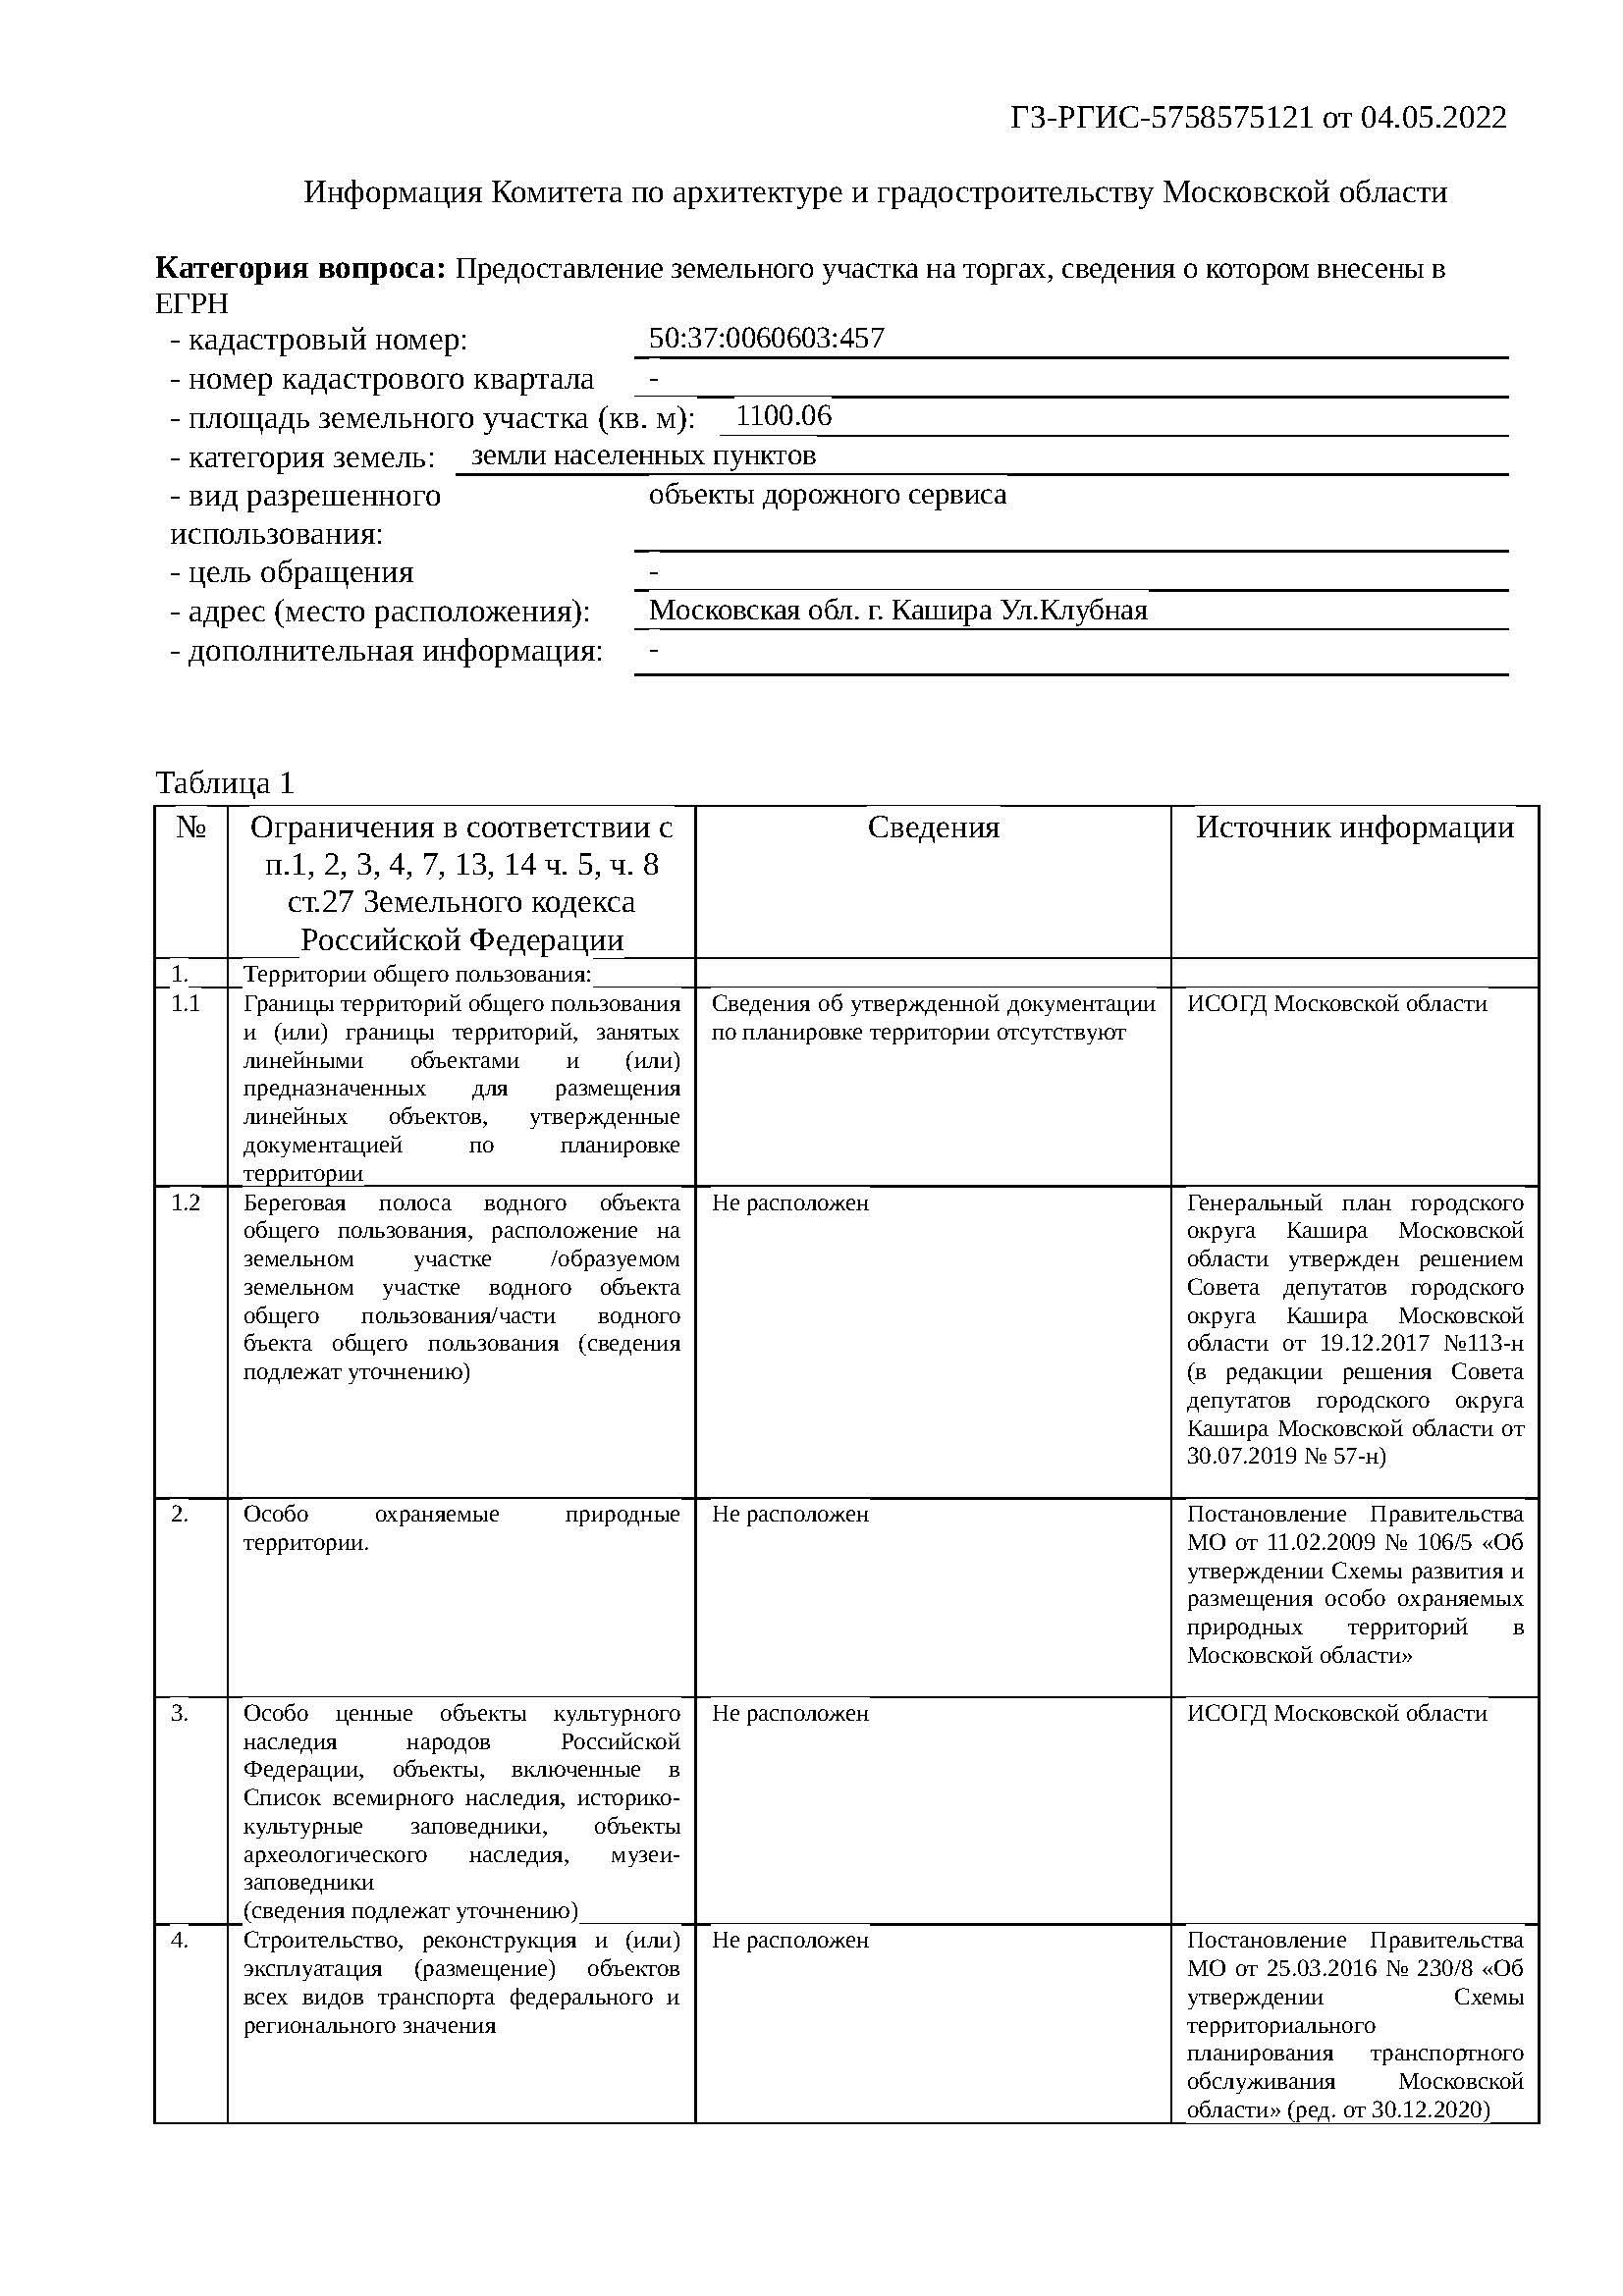 ГЗ-РГИС-5758575121 от 04.05.2022
Информация Комитета по архитектуре и градостроительству Московской области
Категория вопроса: Предоставление земельного участка на торгах, сведения о котором внесены в
ЕГРН
- кадастровый номер: 50:37:0060603:457
- номер кадастрового квартала -
- площадь земельного участка (кв. м): 1100.06
- категория земель: земли населенных пунктов
- вид разрешенного объекты дорожного сервиса
использования:
- цель обращения -
- адрес (место расположения): Московская обл. г. Кашира Ул.Клубная
- дополнительная информация: -
Таблица 1
№ Ограничения в соответствии с Сведения Источник информации
п.1, 2, 3, 4, 7, 13, 14 ч. 5, ч. 8
ст.27 Земельного кодекса
Российской Федерации
1. Территории общего пользования:
1.1 Границы территорий общего пользования Сведения об утвержденной документации ИСОГД Московской области
и (или) границы территорий, занятых по планировке территории отсутствуют
линейными объектами и (или)
предназначенных для размещения
линейных объектов, утвержденные
документацией по планировке
территории
1.2 Береговая полоса водного объекта Не расположен Генеральный план городского
общего пользования, расположение на округа Кашира Московской
земельном участке /образуемом области утвержден решением
земельном участке водного объекта Совета депутатов городского
общего пользования/части водного округа Кашира Московской
бъекта общего пользования (сведения области от 19.12.2017 №113-н
подлежат уточнению) (в редакции решения Совета
депутатов городского округа
Кашира Московской области от
30.07.2019 № 57-н)
2. Особо охраняемые природные Не расположен Постановление Правительства
территории. МО от 11.02.2009 № 106/5 «Об
утверждении Схемы развития и
размещения особо охраняемых
природных территорий в
Московской области»
3. Особо ценные объекты культурного Не расположен ИСОГД Московской области
наследия народов Российской
Федерации, объекты, включенные в
Список всемирного наследия, историко-
культурные заповедники, объекты
археологического наследия, музеи-
заповедники
(сведения подлежат уточнению)
4. Строительство, реконструкция и (или) Не расположен Постановление Правительства
эксплуатация (размещение) объектов МО от 25.03.2016 № 230/8 «Об
всех видов транспорта федерального и утверждении Схемы
регионального значения территориального
планирования транспортного
обслуживания Московской
области» (ред. от 30.12.2020)